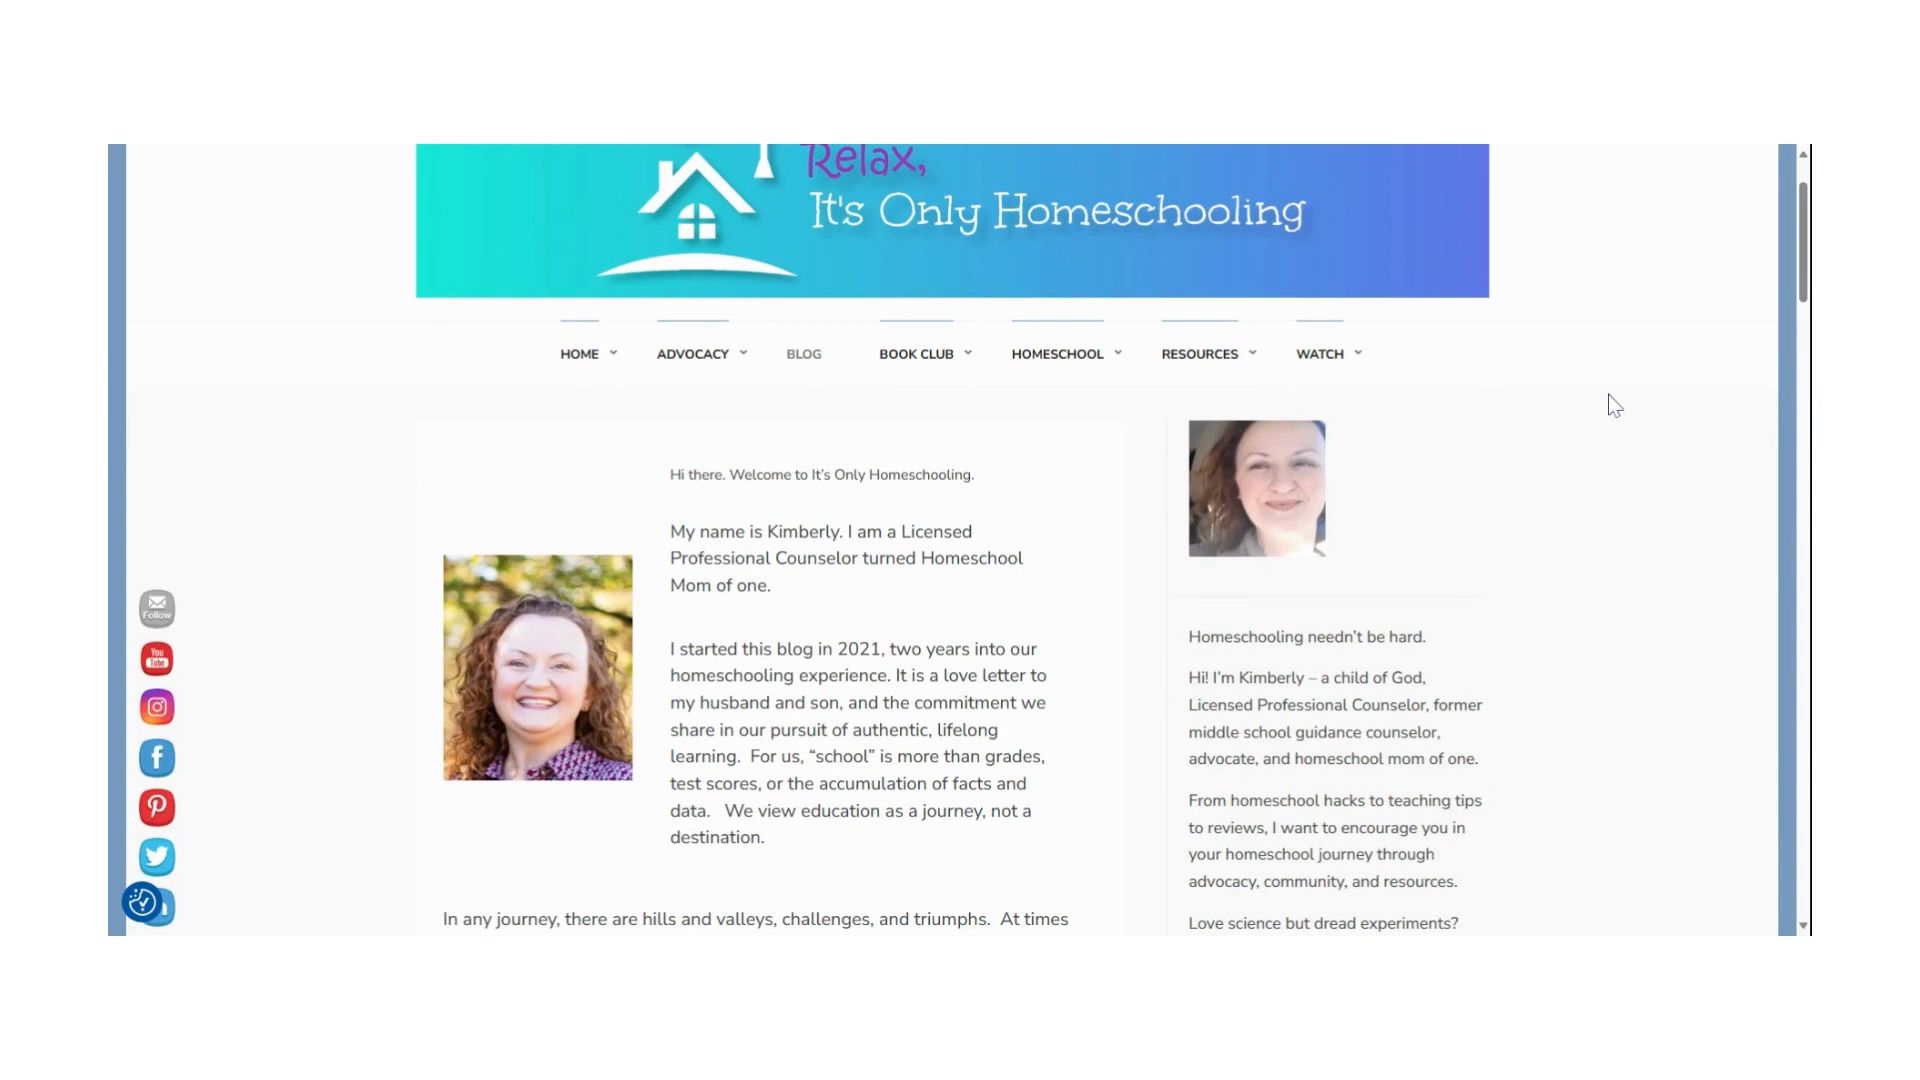 Relax,
It's Only Homeschooling
HOME
ADVOCACY
BLOG
BOOK CLUB
HOMESCHOOL
RESOURCES
WATCH
Hi there. Welcome to It’s Only Homeschooling.
My name is Kimberly. I am a Licensed
Professional Counselor turned Homeschool
Mom of one.
I started this blog in 2021, two years into our
homeschooling experience. It is a love letter to
my husband and son, and the commitment we
share in our pursuit of authentic, lifelong
learning.  For us, “school” is more than grades,
test scores, or the accumulation of facts and
data.   We view education as a journey, not a
destination.
In any journey, there are hills and valleys, challenges, and triumphs.  At times
Homeschooling needn’t be hard.
Hi! I’m Kimberly – a child of God,
Licensed Professional Counselor, former
middle school guidance counselor,
advocate, and homeschool mom of one.
From homeschool hacks to teaching tips
to reviews, I want to encourage you in
your homeschool journey through
advocacy, community, and resources.
Love science but dread experiments?
Follow
You
Tube